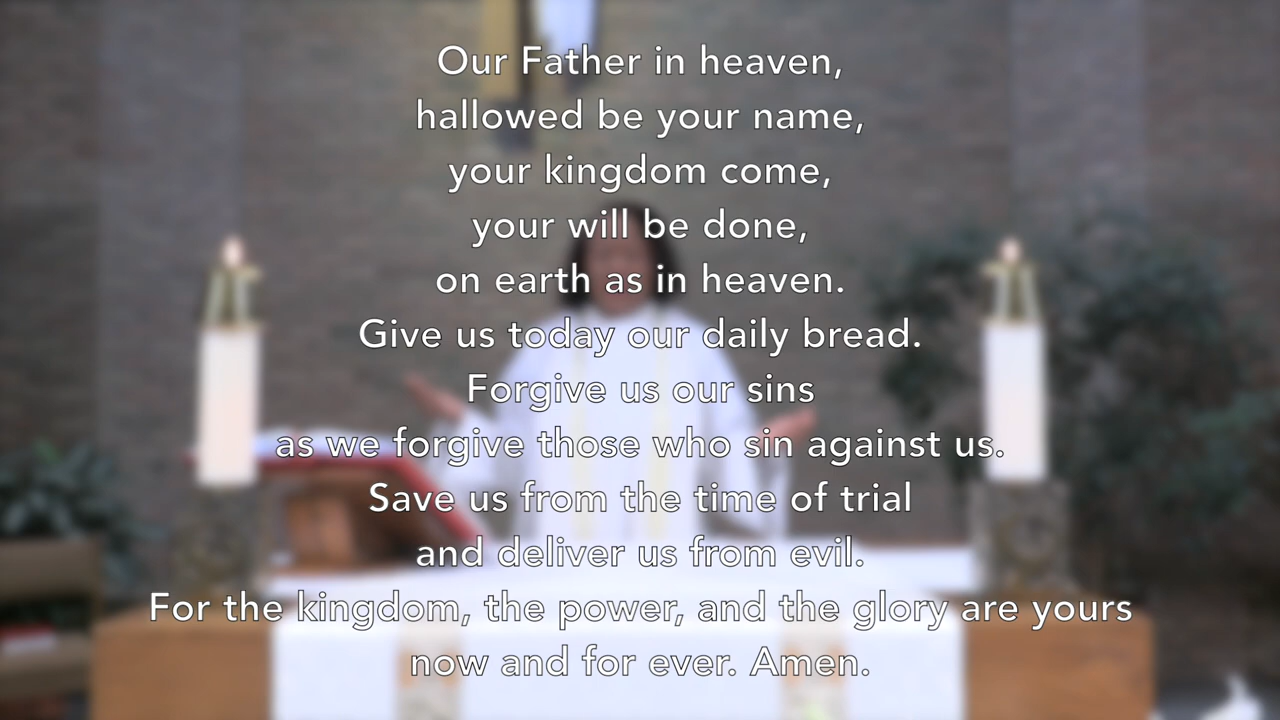 Our Father in heaven,
hallowed be your name,
your kingdom come,
your will be done,
on earth as in heaven.
Give us today our daily bread.
Forgive us our sins
as we forgive those who sin against us.
Save us from the time of trial
and deliver us from evil.
For the kingdom, the power, and the glory are yours
now and for ever. Amen.